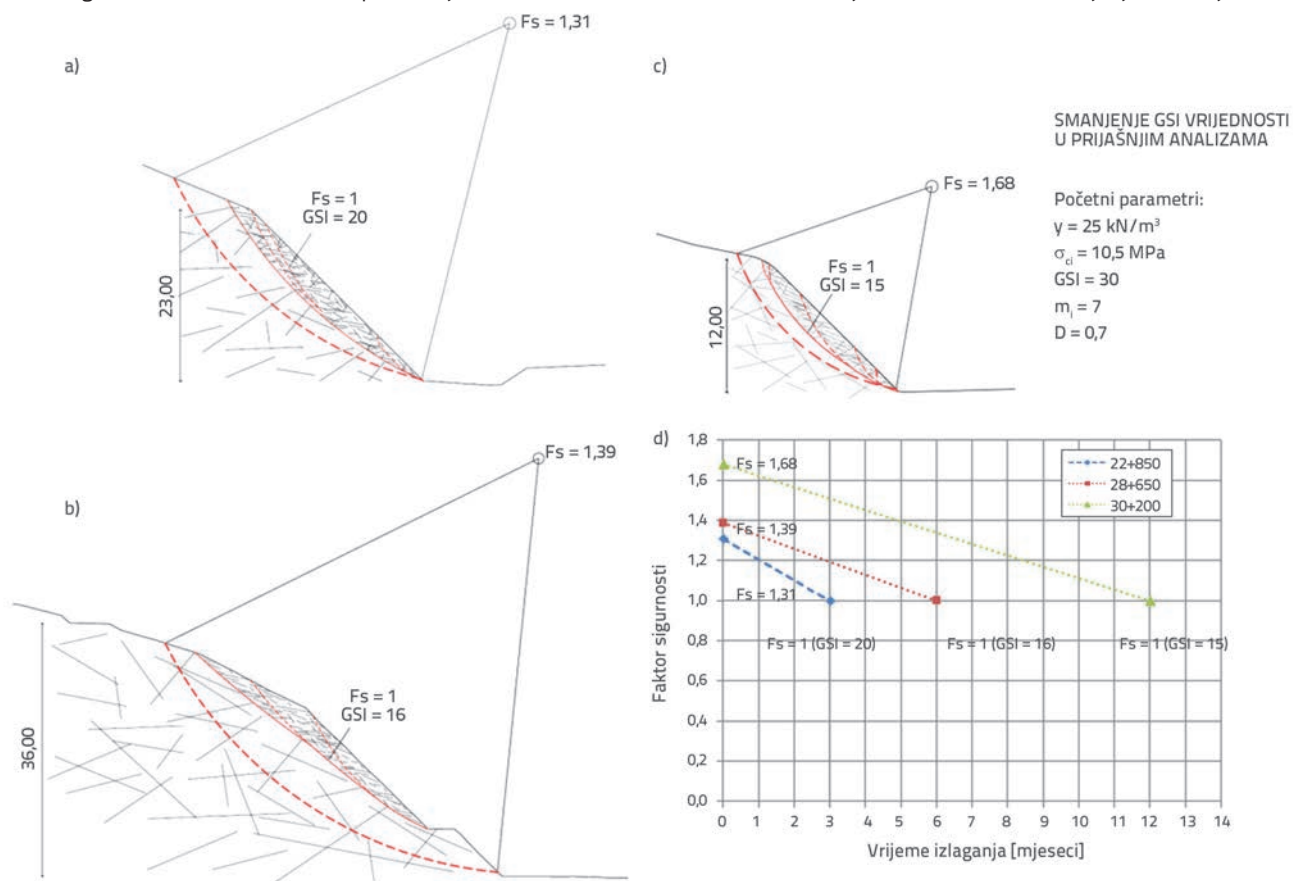 a)
Fs = 1,31
Fs = 1
GSI = 20
23,00
b)
Fs = 1,39
Fs = 1
GSI = 16
36,00
c)
Fs = 1,68
Fs = 1
GSI = 15
12,00
SMANJENJE GSI VRIJEDNOSTI
U PRIJAŠNJIM ANALIZAMA
Početni parametri:
y = 25 kN/m³
σci = 10,5 MPa
GSI = 30
mi = 7
D = 0,7
d)
Faktor sigurnosti
1,8
1,6
1,4
1,2
1,0
0,8
0,6
0,4
0,2
0,0
Fs = 1,68
Fs = 1,39
Fs = 1,31
22+850
28+650
30+200
Fs = 1 (GSI = 20)
Fs = 1 (GSI = 16)
Fs = 1 (GSI = 15)
0 1 2 3 4 5 6 7 8 9 10 11 12 13 14
Vrijeme izlaganja [mjeseci]